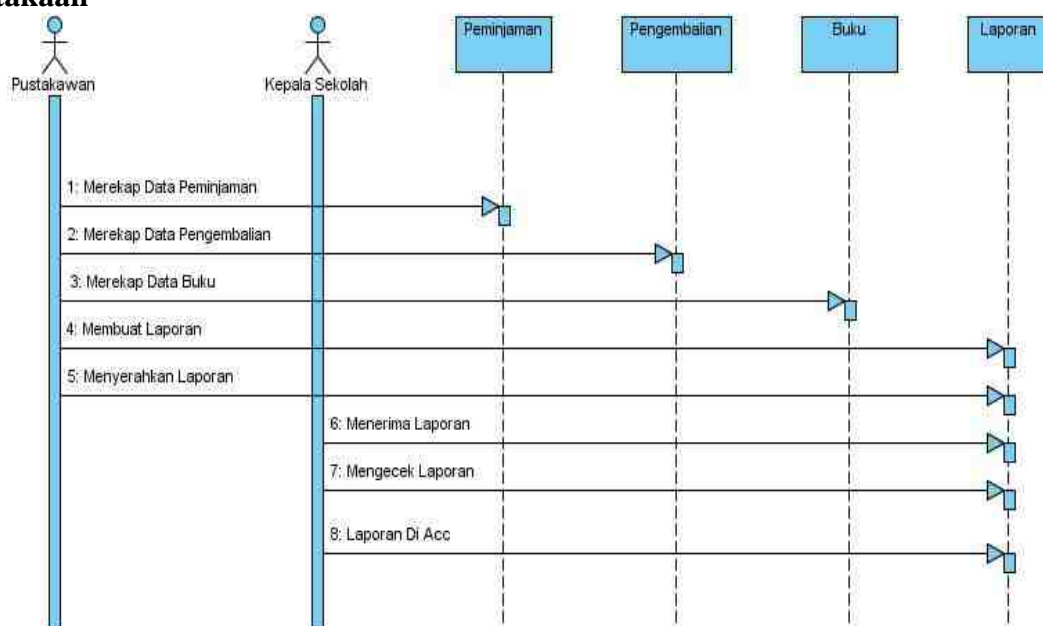 takaan
Pustakawan
Kepala Sekolah
Peminjaman
Pengembalian
Buku
Laporan
1: Merekap Data Peminjaman
2: Merekap Data Pengembalian
3: Merekap Data Buku
4: Membuat Laporan
5: Menyerahkan Laporan
6: Menerima Laporan
7: Mengecek Laporan
8: Laporan Di Acc